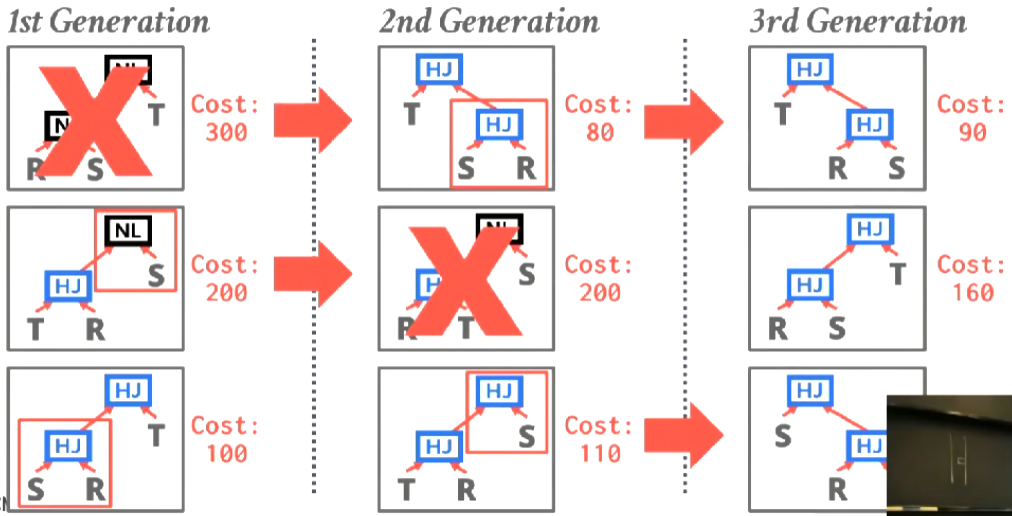 1st Generation
2nd Generation
3rd Generation
NL
T
R
S
Cost:
300
HJ
T
HJ
S R
Cost:
80
HJ
T
HJ
R S
Cost:
90
NL
HJ
S
T R
Cost:
200
NL
S
R T
Cost:
200
HJ
HJ
T
R S
Cost:
160
HJ
HJ
T
S R
Cost:
100
HJ
HJ
S
T R
Cost:
110
HJ
S
HJ
R